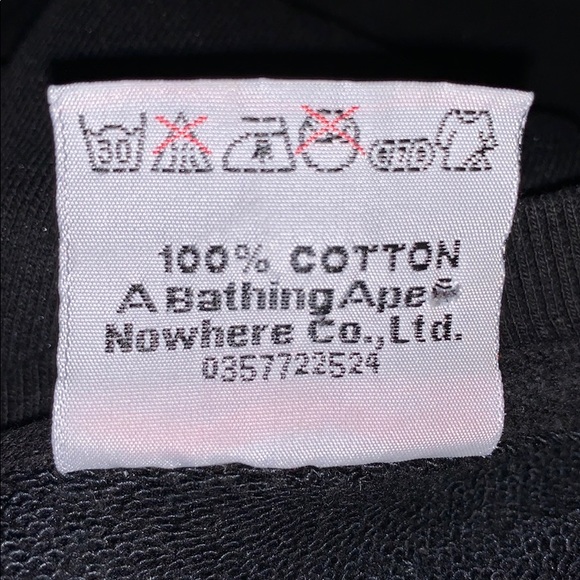 30
100% COTTON
A Bathing Ape
Nowhere Co.,Ltd.
0357722524